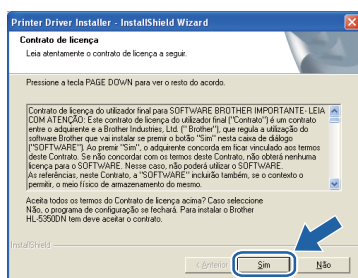 Printer Driver Installer - InstallShield Wizard
Contrato de licença
Leia atentamente o contrato de licença a seguir.
Pressione a tecla PAGE DOWN para ver o resto do acordo.
Contrato de licença do utilizador final para SOFTWARE BROTHER IMPORTANTE- LEIA
COM ATENÇÃO: Este contrato de licença do utilizador final ("Contrato") é um contrato
entre o adquirente e a Brother Industries, Ltd. ("Brother"), que regula a utilização do
software Brother que vai instalar se premir o botão "Sim" nesta caixa de diálogo
("SOFTWARE"). Ao premir "Sim", o adquirente concorda em ficar vinculado aos termos
deste Contrato. Se não concordar com os termos deste Contrato, não obterá nenhuma
licença para o SOFTWARE. Nesse caso, não poderá utilizar o SOFTWARE.
As referências, neste Contrato, a "SOFTWARE" incluirão também, se o contexto o
permitir, o meio físico de armazenamento do mesmo.
Aceita todos os termos do Contrato de licença acima? Caso seleccione
Não, o programa de configuração se fechará. Para instalar o Brother
HL-5350DN tem deve aceitar o contrato.
InstallShield
< Anterior
Sim
Não